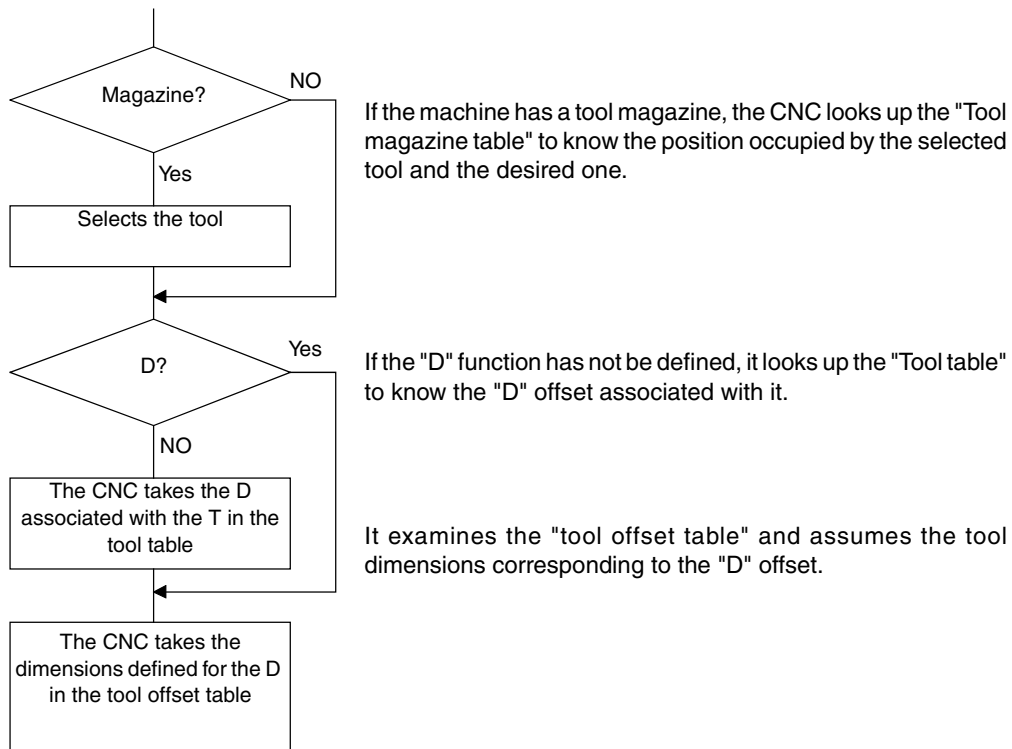 Magazine?
NO
If the machine has a tool magazine, the CNC looks up the "Tool
magazine table" to know the position occupied by the selected
tool and the desired one.
Yes
Selects the tool
D?
Yes
If the "D" function has not be defined, it looks up the "Tool table"
to know the "D" offset associated with it.
NO
The CNC takes the D
associated with the T in the
tool table
It examines the "tool offset table" and assumes the tool
dimensions corresponding to the "D" offset.
The CNC takes the
dimensions defined for the D
in the tool offset table